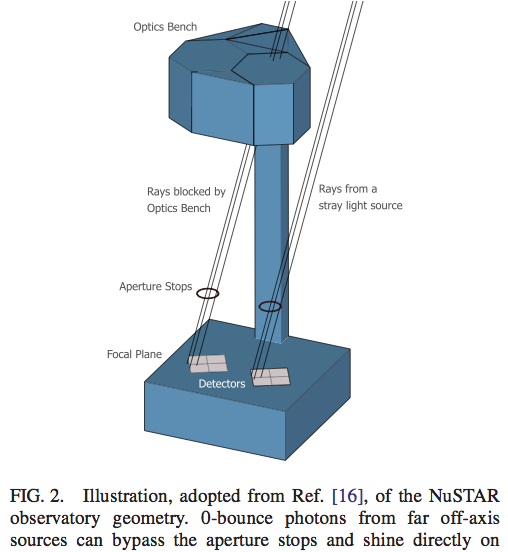 Optics Bench
Rays blocked by
Optics Bench
Rays from a
stray light source
Aperture Stops
Focal Plane
Detectors
FIG. 2. Illustration, adopted from Ref. [16], of the NuSTAR
observatory geometry. 0-bounce photons from far off-axis
sources can bypass the aperture stops and shine directly on